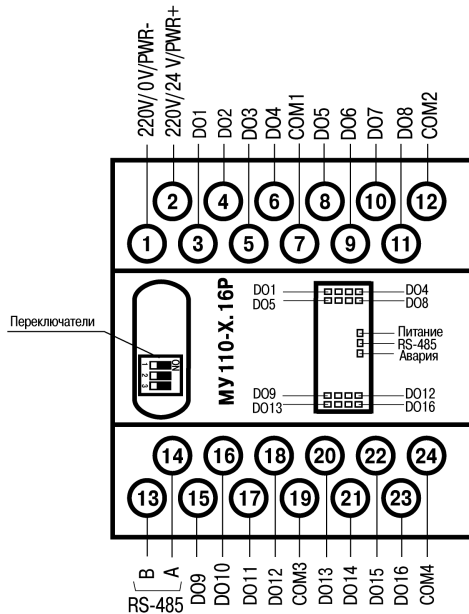 220V/ 0V/PWR-
220V/ 24 V/PWR+
DO1
DO2
DO3
DO4
COM1
DO5
DO6
DO7
DO8
COM2
2
4
6
8
10
12
1
3
5
7
9
11
Переключатели
ON
1
2
3
МУ110-Х.16Р
DO1
DO4
DO5
DO8
Питание
RS-485
Авария
DO9
DO12
DO13
DO16
14
16
18
20
22
24
13
15
17
19
21
23
B
A
RS-485
DO9
DO10
DO11
DO12
COM3
DO13
DO14
DO15
DO16
COM4